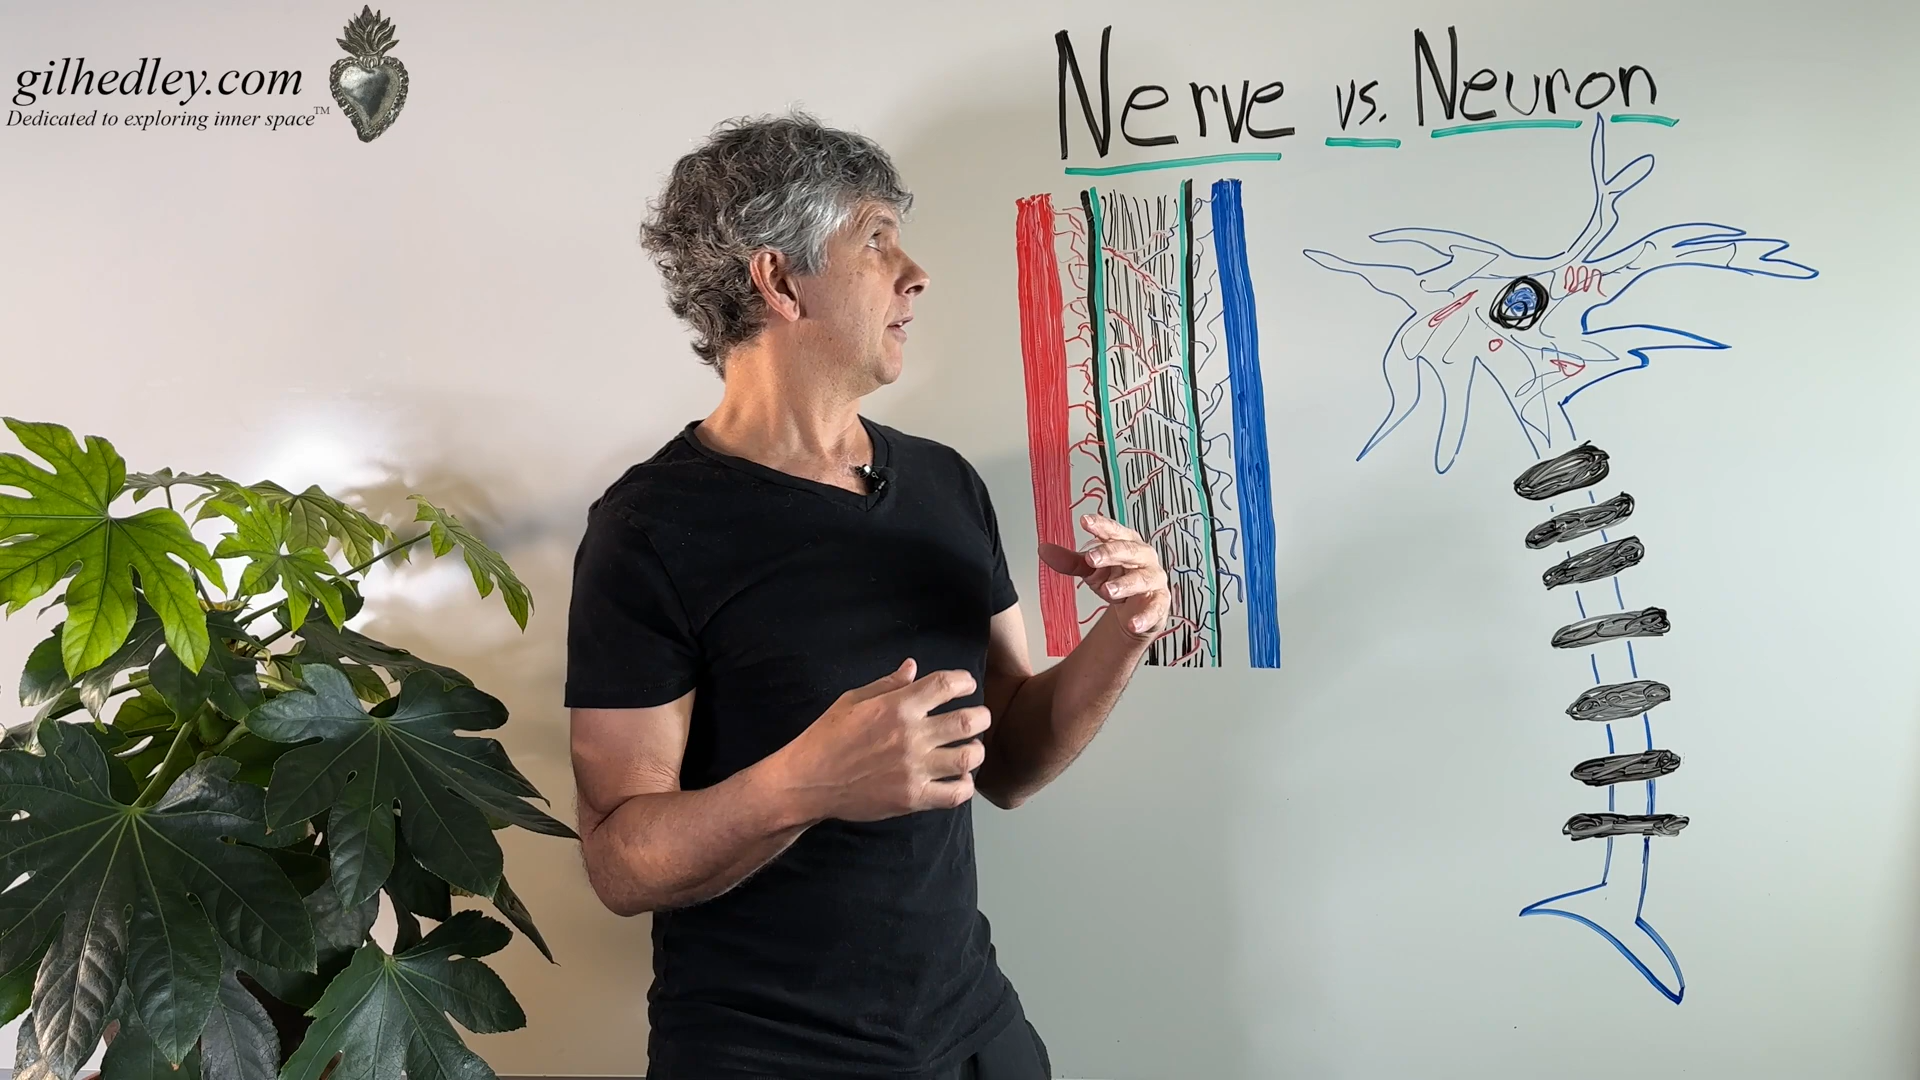 gilhedley.com
Dedicated to exploring inner space™
Nerve vs. Neuron